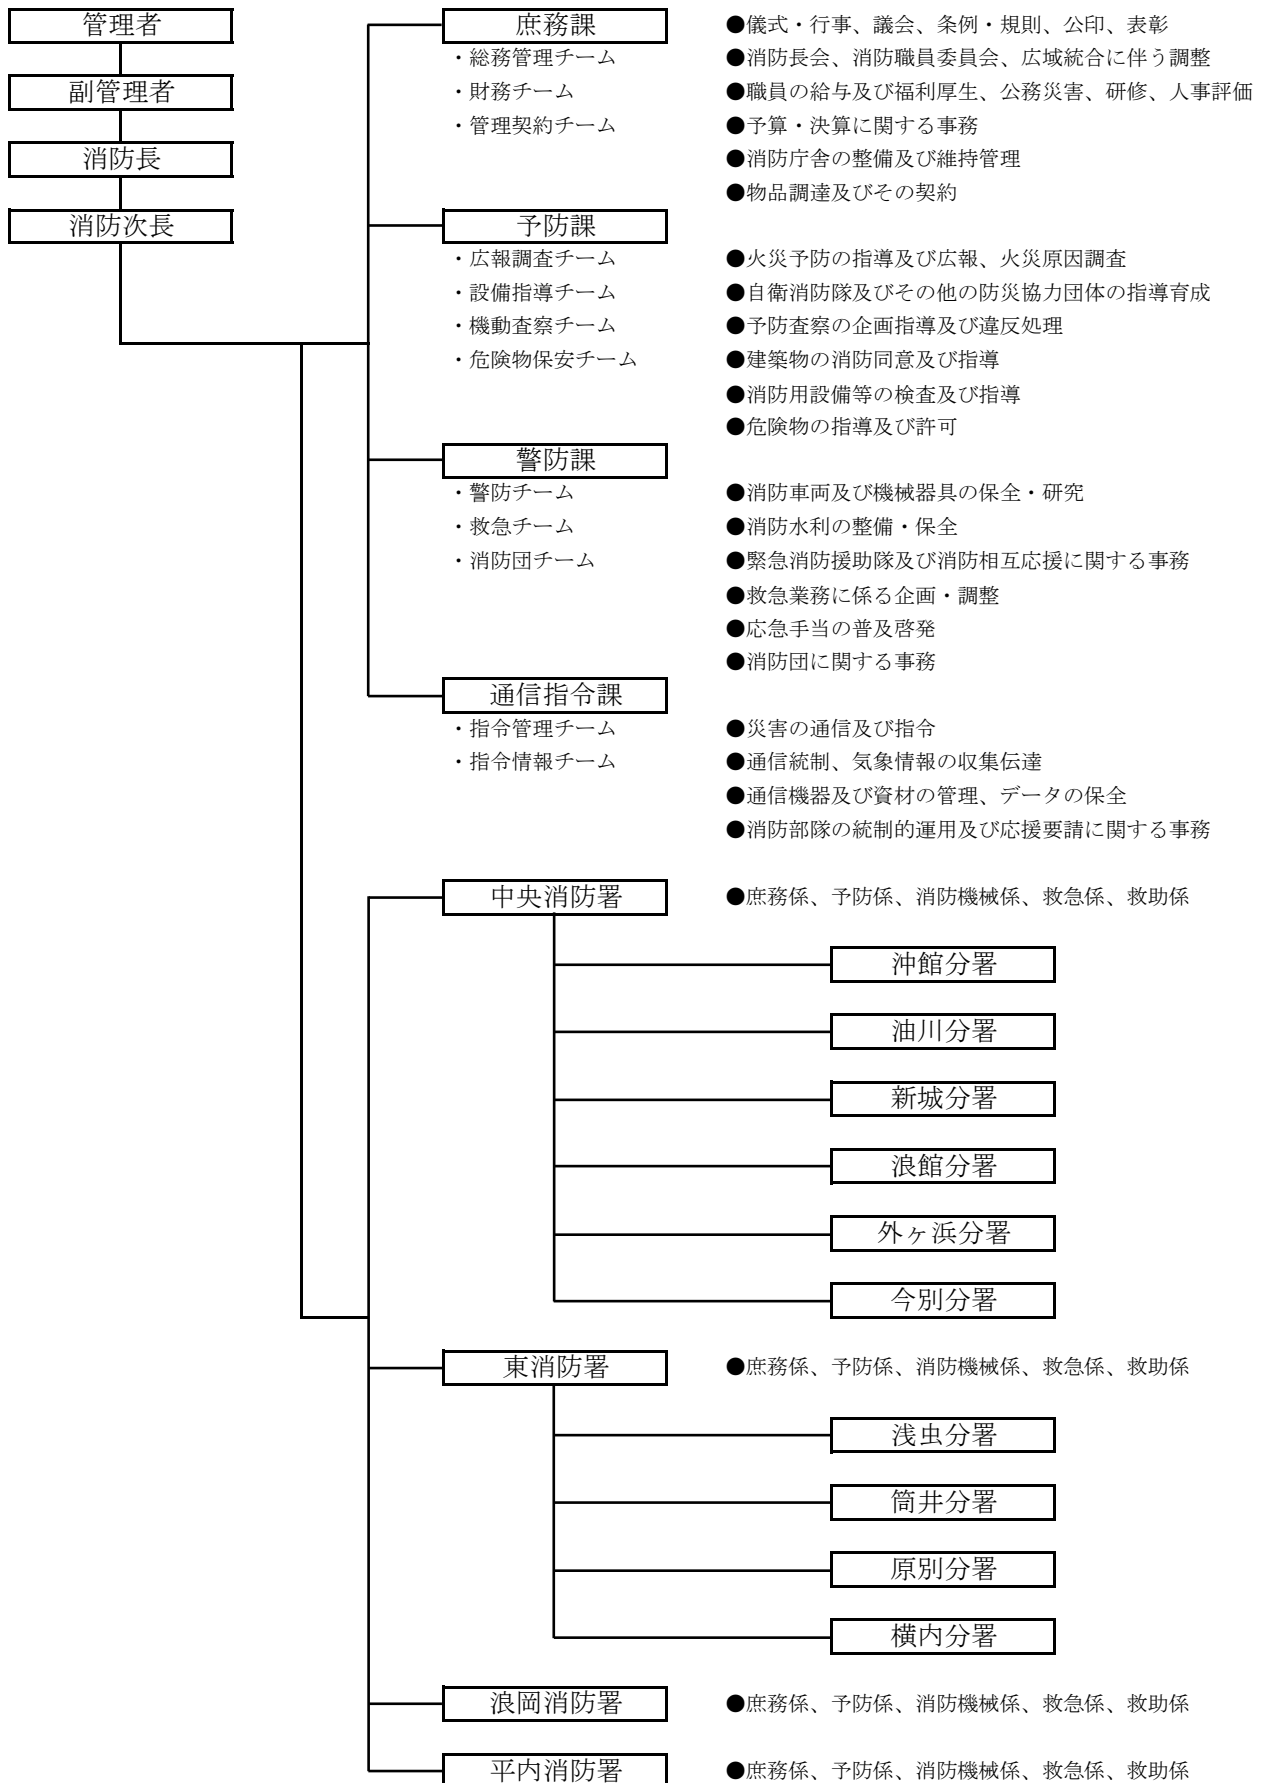 管理者
副管理者
消防長
消防次長
庶務課
・総務管理チーム
・財務チーム
・管理契約チーム
●儀式・行事、議会、条例・規則、公印、表彰
●消防長会、消防職員委員会、広域統合に伴う調整
●職員の給与及び福利厚生、公務災害、研修、人事評価
●予算・決算に関する事務
●消防庁舎の整備及び維持管理
●物品調達及びその契約
予防課
・広報調査チーム
・設備指導チーム
・機動査察チーム
・危険物保安チーム
●火災予防の指導及び広報、火災原因調査
●自衛消防隊及びその他の防災協力団体の指導育成
●予防査察の企画指導及び違反処理
●建築物の消防同意及び指導
●消防用設備等の検査及び指導
●危険物の指導及び許可
警防課
・警防チーム
・救急チーム
・消防団チーム
●消防車両及び機械器具の保全・研究
●消防水利の整備・保全
●緊急消防援助隊及び消防相互応援に関する事務
●救急業務に係る企画・調整
●応急手当の普及啓発
●消防団に関する事務
通信指令課
・指令管理チーム
・指令情報チーム
●災害の通信及び指令
●通信統制、気象情報の収集伝達
●通信機器及び資材の管理、データの保全
●消防部隊の統制的運用及び応援要請に関する事務
中央消防署
●庶務係、予防係、消防機械係、救急係、救助係
沖館分署
油川分署
新城分署
浪館分署
外ヶ浜分署
今別分署
東消防署
●庶務係、予防係、消防機械係、救急係、救助係
浅虫分署
筒井分署
原別分署
横内分署
浪岡消防署
●庶務係、予防係、消防機械係、救急係、救助係
平内消防署
●庶務係、予防係、消防機械係、救急係、救助係